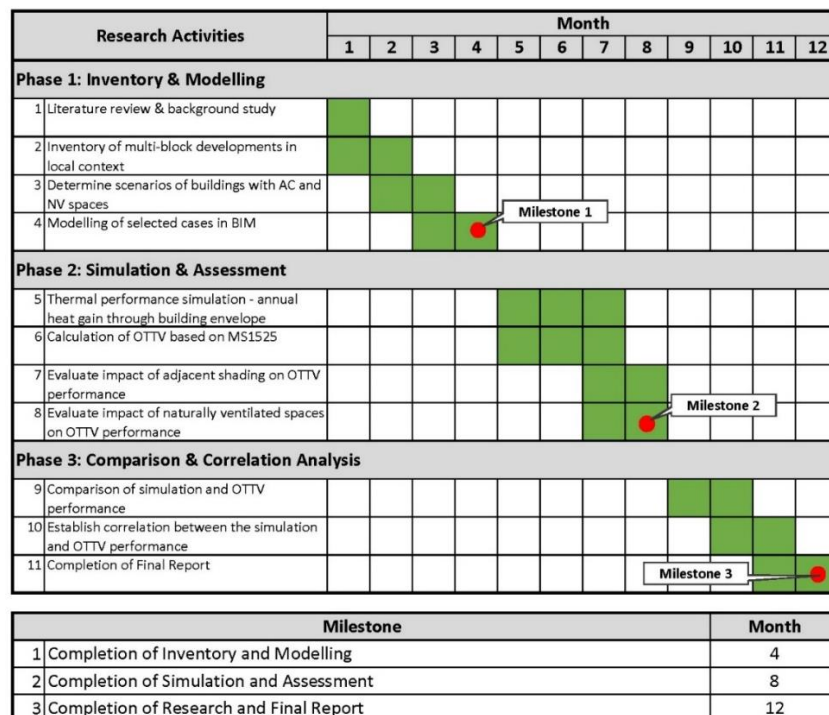 Research Activities
Month
1 2 3 4 5 6 7 8 9 10 11 12
Phase 1: Inventory & Modelling
1 Literature review & background study
2 Inventory of multi-block developments in
local context
3 Determine scenarios of buildings with AC and
NV spaces
Milestone 1
4 Modelling of selected cases in BIM
Phase 2: Simulation & Assessment
5 Thermal performance simulation - annual
heat gain through building envelope
6 Calculation of OTTV based on MS1525
7 Evaluate impact of adjacent shading on OTTV
performance
Milestone 2
8 Evaluate impact of naturally ventilated spaces
on OTTV performance
Phase 3: Comparison & Correlation Analysis
9 Comparison of simulation and OTTV
performance
10 Establish correlation between the simulation
and OTTV performance
11 Completion of Final Report
Milestone 3
Milestone Month
1 Completion of Inventory and Modelling 4
2 Completion of Simulation and Assessment 8
3 Completion of Research and Final Report 12